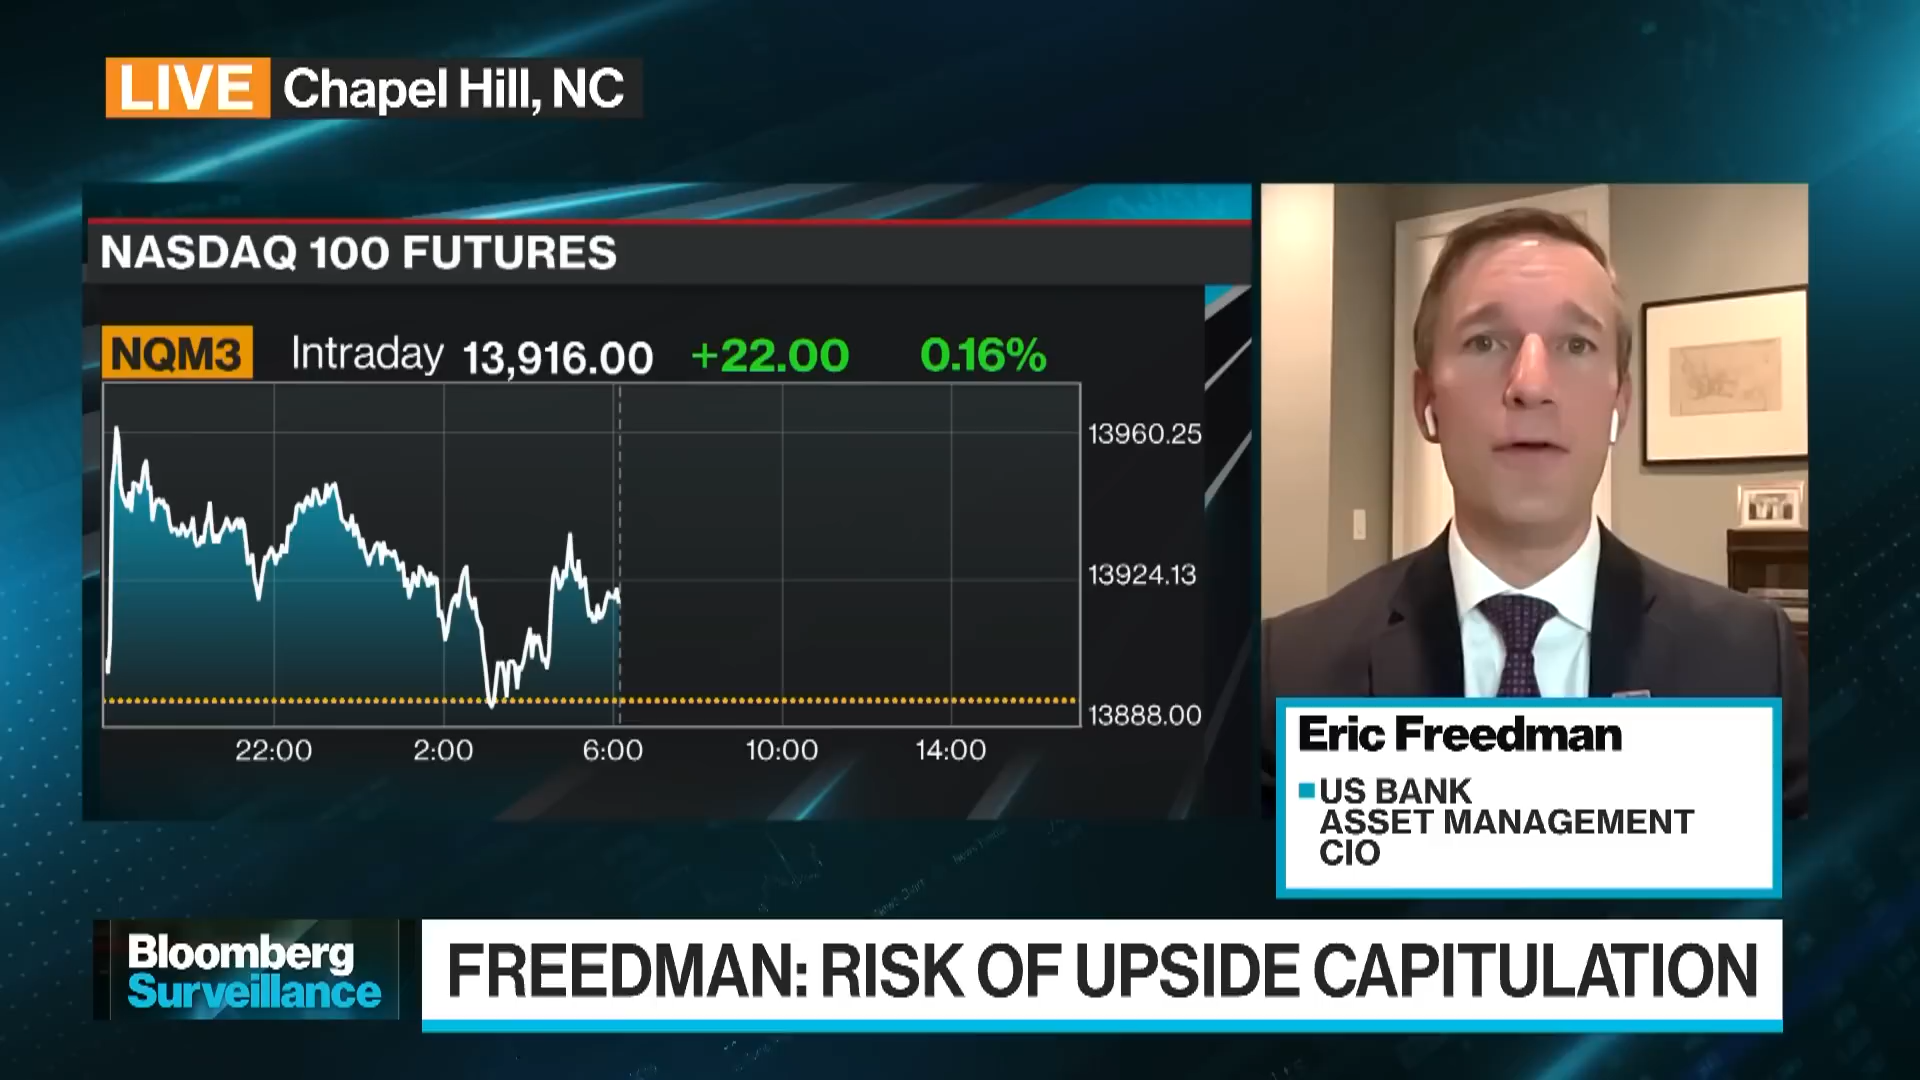 LIVE Chapel Hill, NC
NASDAQ 100 FUTURES
NQM3 Intraday 13,916.00 +22.00 0.16%
13960.25
13924.13
13888.00
22:00 2:00 6:00 10:00 14:00
Eric Freedman
US BANK
ASSET MANAGEMENT
CIO
Bloomberg
Surveillance
FREEDMAN: RISK OF UPSIDE CAPITULATION